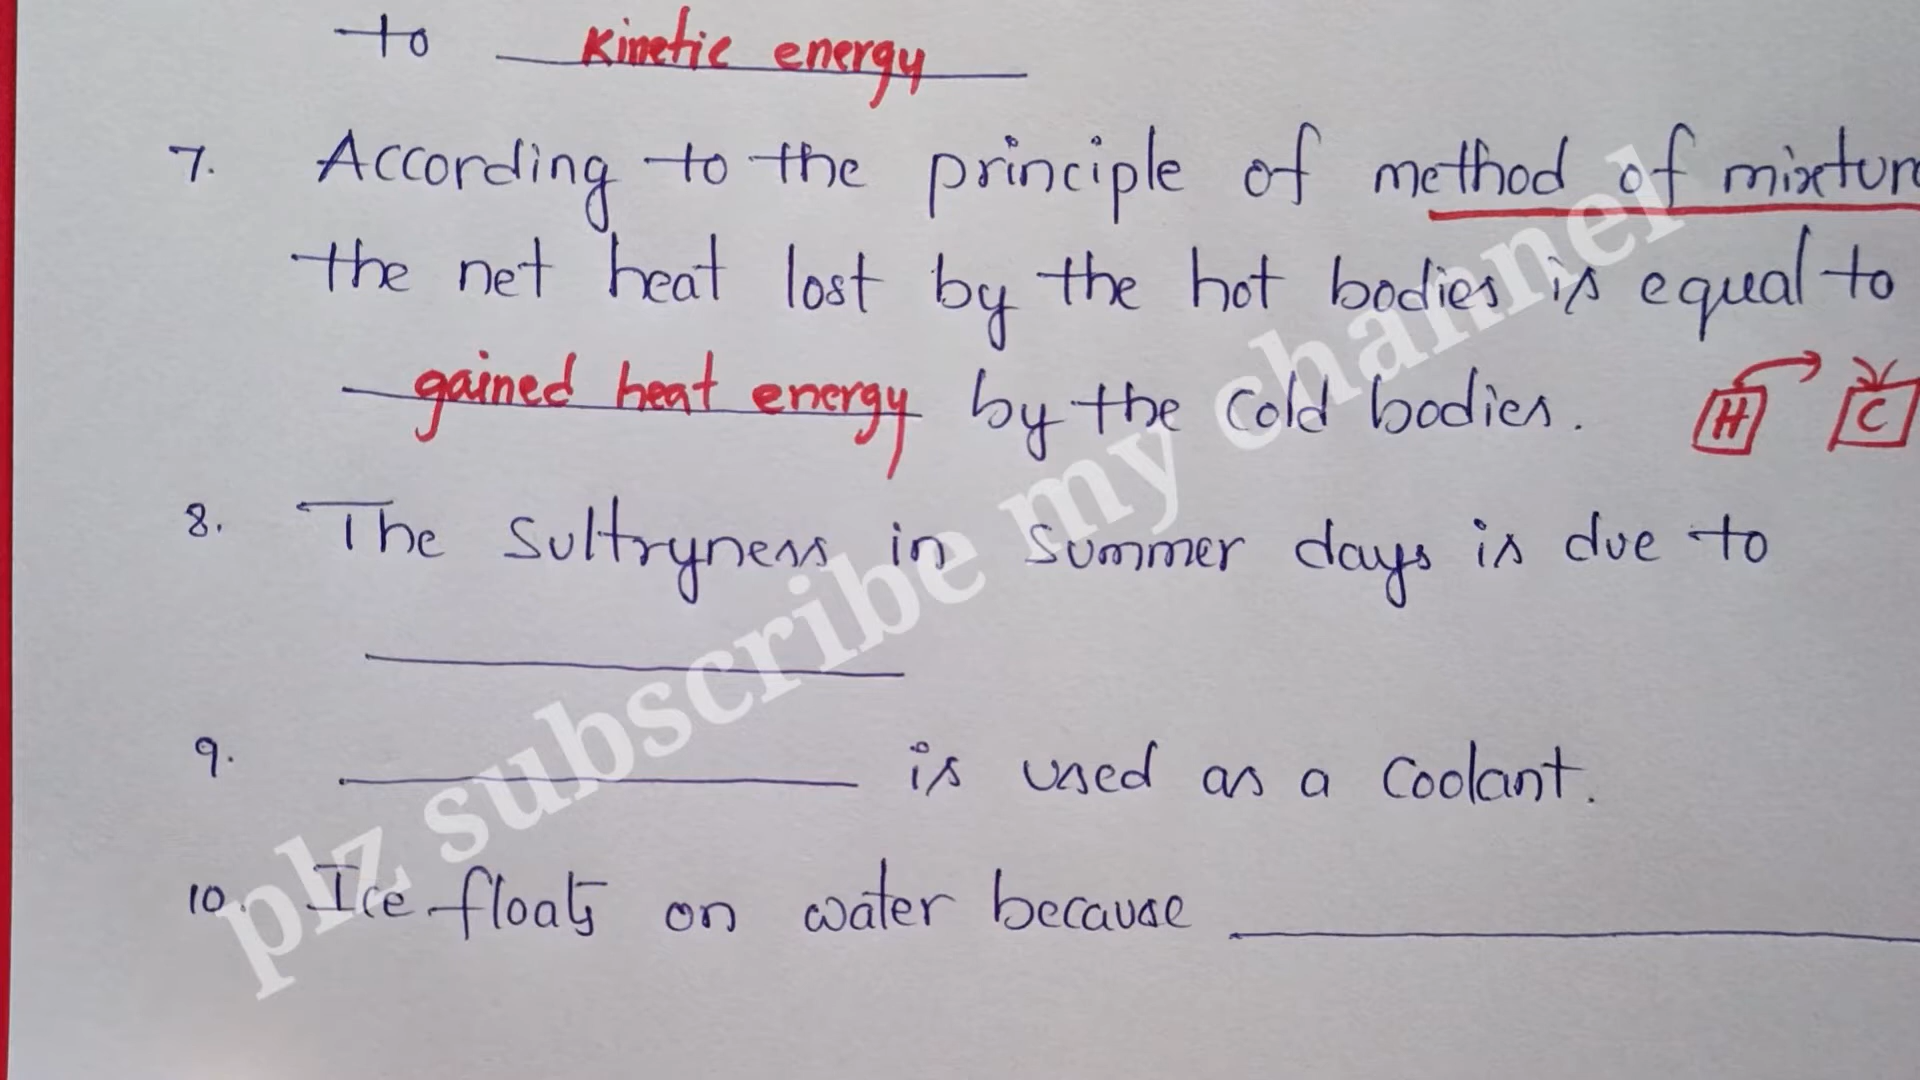 to kinetic energy
7. According to the principle of method of mixture
the net heat lost by the hot bodies is equal to
gained heat energy by the cold bodies. H C
8. The Sultryness in summer days is due to
9. is used as a coolant.
10. Ice floats on water because
plz subscribe my channel